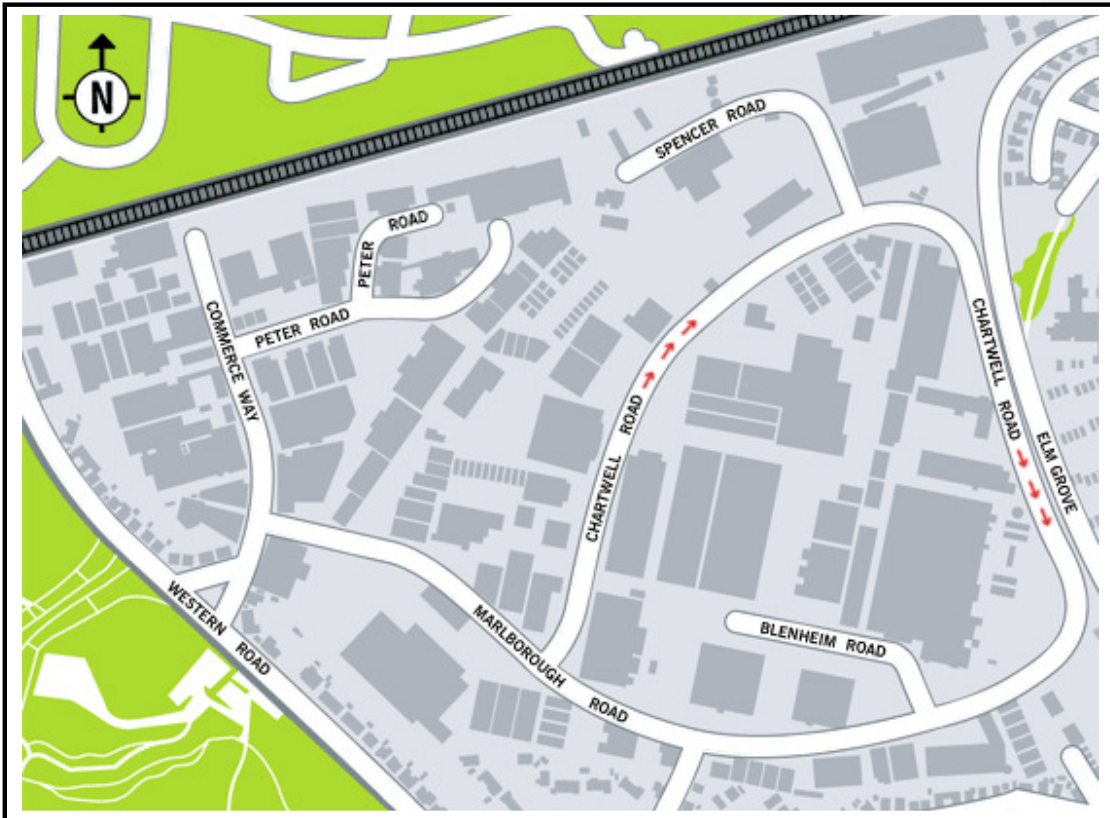 N
SPENCER ROAD
PETER ROAD
PETER ROAD
COMMERCE WAY
CHARTWELL ROAD
CHARTWELL ROAD
ELM GROVE
WESTERN ROAD
MARLBOROUGH ROAD
BLENHEIM ROAD